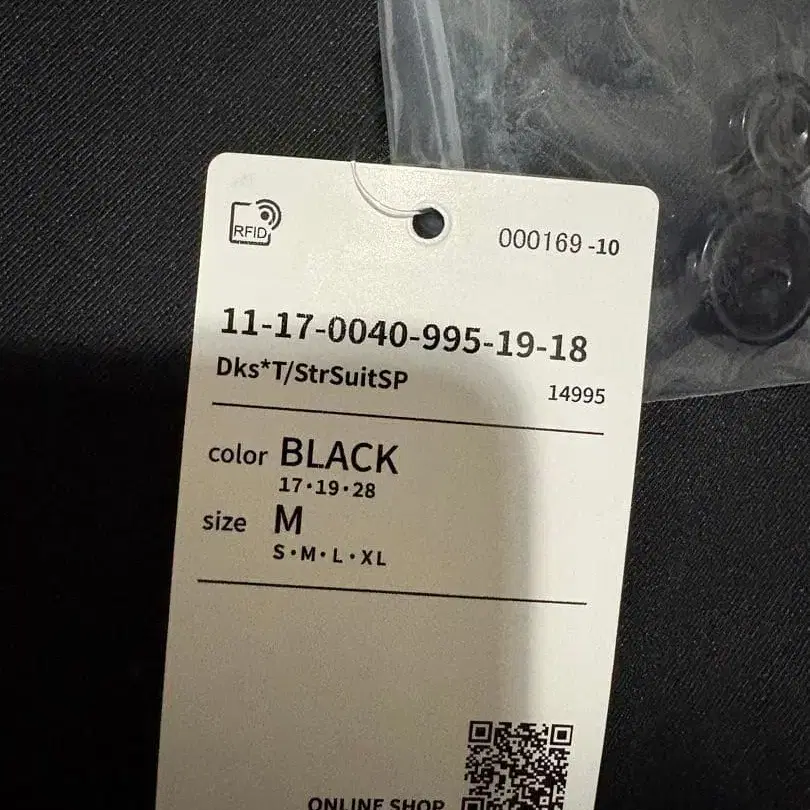 RFID
000169 -10
11-17-0040-995-19-18
Dks*T/StrSuitSP
14995
color BLACK
17・19・28
size M
S・M・L・XL
ONLINE SHOP